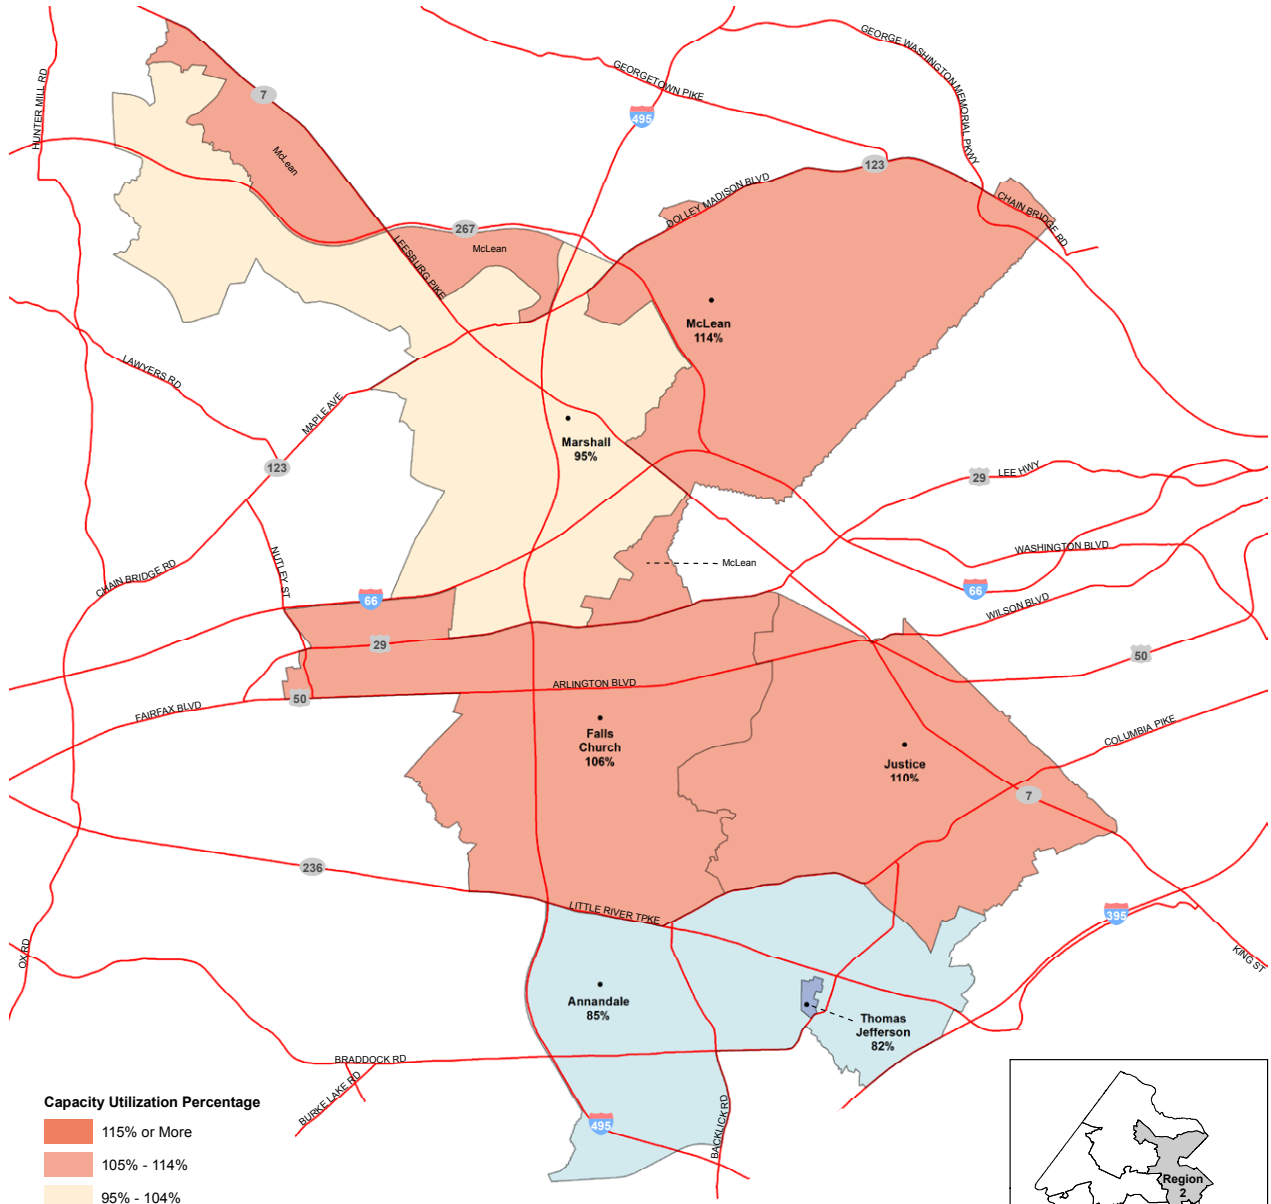 GEORGE WASHINGTON MEMORIAL PKWY
GEORGETOWN PIKE
HUNTER MILL RD
7
495
McLean
123
DOLLEY MADISON BLVD
CHAIN BRIDGE RD
267
McLean
LEESBURG PIKE
McLean
114%
LAWYERS RD
MAPLE AVE
Marshall
95%
123
29
LEE HWY
NUTLEY ST
CHAIN BRIDGE RD
WASHINGTON BLVD
McLean
66
66
WILSON BLVD
29
50
ARLINGTON BLVD
50
FAIRFAX BLVD
Falls
Church
106%
COLUMBIA PIKE
Justice
110%
7
236
LITTLE RIVER TPKE
395
OX RD
KING ST
Annandale
85%
Thomas
Jefferson
82%
BRADDOCK RD
BURKE LAKE RD
BACKLICK RD
495
Capacity Utilization Percentage
115% or More
105% - 114%
95% - 104%
Region
2